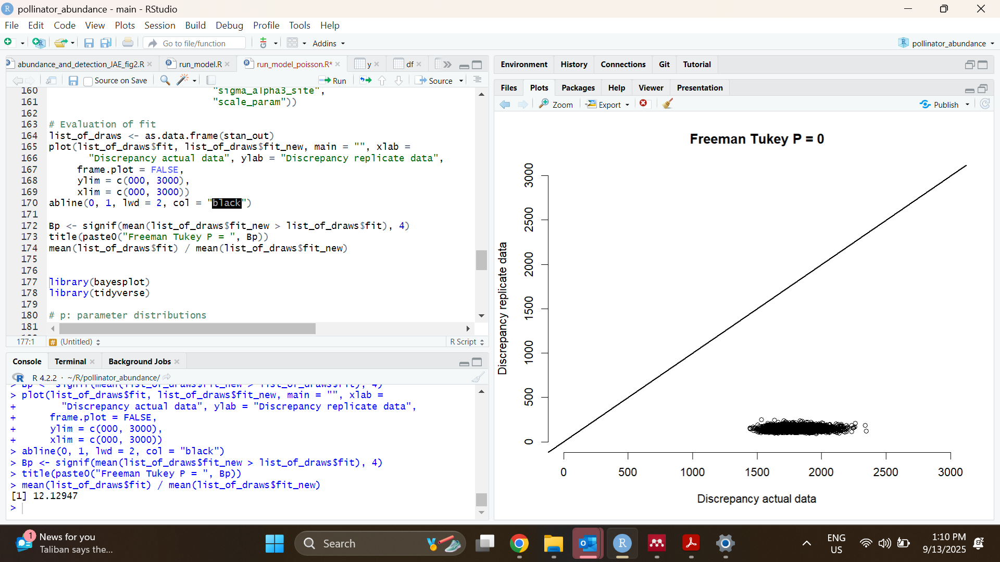 pollinator_abundance - main - RStudio
File Edit Code View Plots Session Build Debug Profile Tools Help
Go to file/function
Addins
pollinator_abundance
abundance_and_detection_JAE_fig2.R
run_model.R
run_model_poisson.R*
y
df
Source on Save
Run
Source
160 "sigma_alpha3_site",
161 "scale_param"))
162
163 # Evaluation of fit
164 list_of_draws <- as.data.frame(stan_out)
165 plot(list_of_draws$fit, list_of_draws$fit_new, main = "", xlab =
166 "Discrepancy actual data", ylab = "Discrepancy replicate data",
167 frame.plot = FALSE,
168 ylim = c(000, 3000),
169 xlim = c(000, 3000))
170 abline(0, 1, lwd = 2, col = "black")
171
172 Bp <- signif(mean(list_of_draws$fit_new > list_of_draws$fit), 4)
173 title(paste0("Freeman Tukey P = ", Bp))
174 mean(list_of_draws$fit) / mean(list_of_draws$fit_new)
175
176
177 library(bayesplot)
178 library(tidyverse)
179
180 # p: parameter distributions
181
177:1
# (Untitled)
R Script
Console Terminal Background Jobs
R 4.2.2 · ~/R/pollinator_abundance/
> Bp <- signif(mean(list_of_draws$fit_new > list_of_draws$fit), 4)
> plot(list_of_draws$fit, list_of_draws$fit_new, main = "", xlab =
+ "Discrepancy actual data", ylab = "Discrepancy replicate data",
+ frame.plot = FALSE,
+ ylim = c(000, 3000),
+ xlim = c(000, 3000))
> abline(0, 1, lwd = 2, col = "black")
> Bp <- signif(mean(list_of_draws$fit_new > list_of_draws$fit), 4)
> title(paste0("Freeman Tukey P = ", Bp))
> mean(list_of_draws$fit) / mean(list_of_draws$fit_new)
[1] 12.12947
>
Environment History Connections Git Tutorial
Files Plots Packages Help Viewer Presentation
Zoom
Export
Publish
Freeman Tukey P = 0
Discrepancy replicate data
3000
2500
2000
1500
1000
500
0
0 500 1000 1500 2000 2500 3000
Discrepancy actual data
1
News for you
Taliban says the...
Search
ENG
US
1:10 PM
9/13/2025